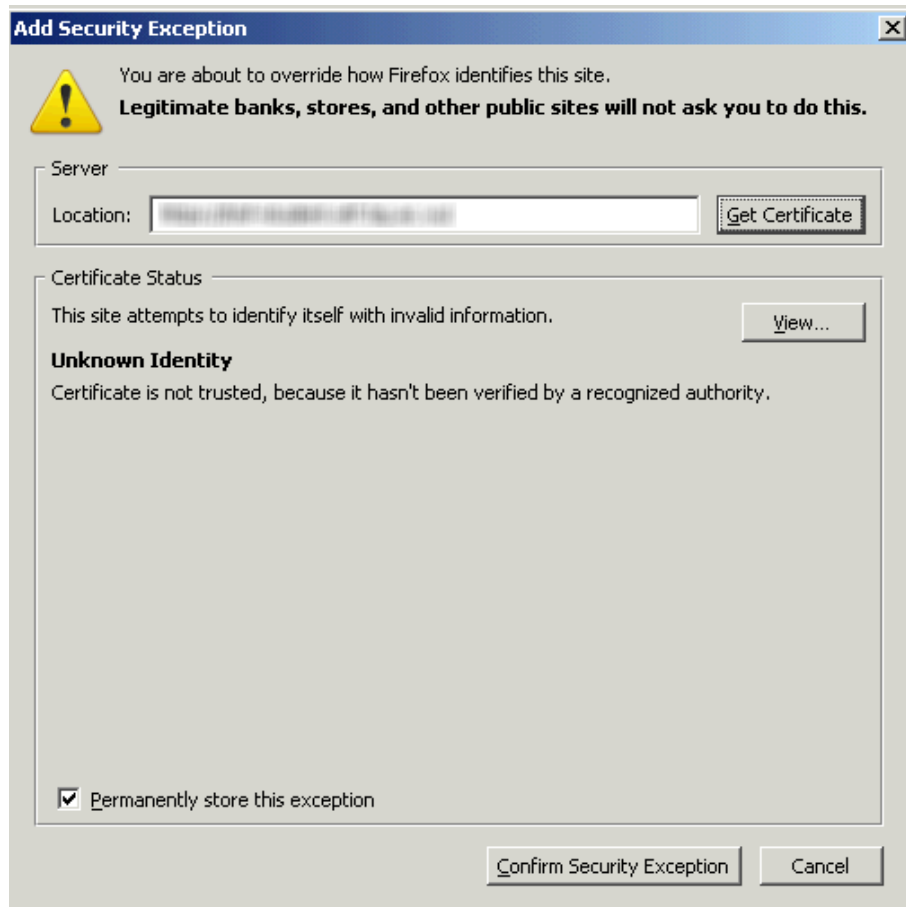 Add Security Exception
You are about to override how Firefox identifies this site.
Legitimate banks, stores, and other public sites will not ask you to do this.
Server
Location:
Get Certificate
Certificate Status
This site attempts to identify itself with invalid information.
View...
Unknown Identity
Certificate is not trusted, because it hasn't been verified by a recognized authority.
Permanently store this exception
Confirm Security Exception
Cancel